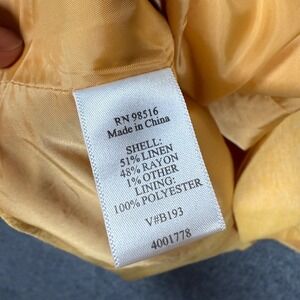 RN 98516
Made in China
SHELL:
51% LINEN
48% RAYON
1% OTHER
LINING:
100% POLYESTER
V#B193
4001778